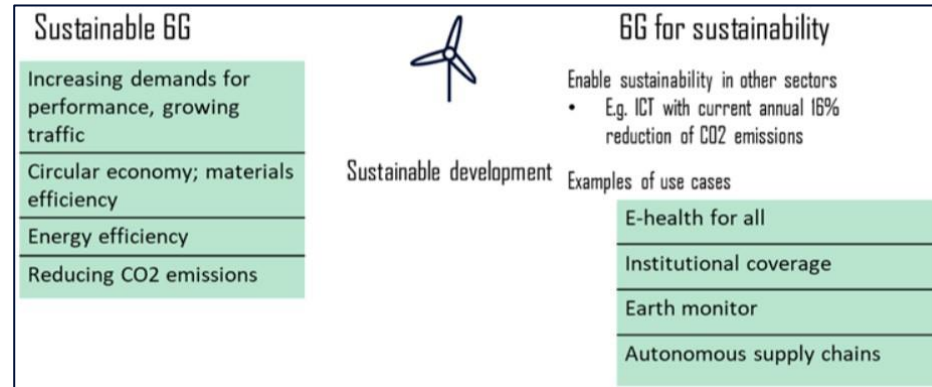 Sustainable 6G
Increasing demands for
performance, growing
traffic
Circular economy; materials
efficiency
Energy efficiency
Reducing CO2 emissions
Sustainable development
6G for sustainability
Enable sustainability in other sectors
• E.g. ICT with current annual 16%
reduction of CO2 emissions
Examples of use cases
E-health for all
Institutional coverage
Earth monitor
Autonomous supply chains